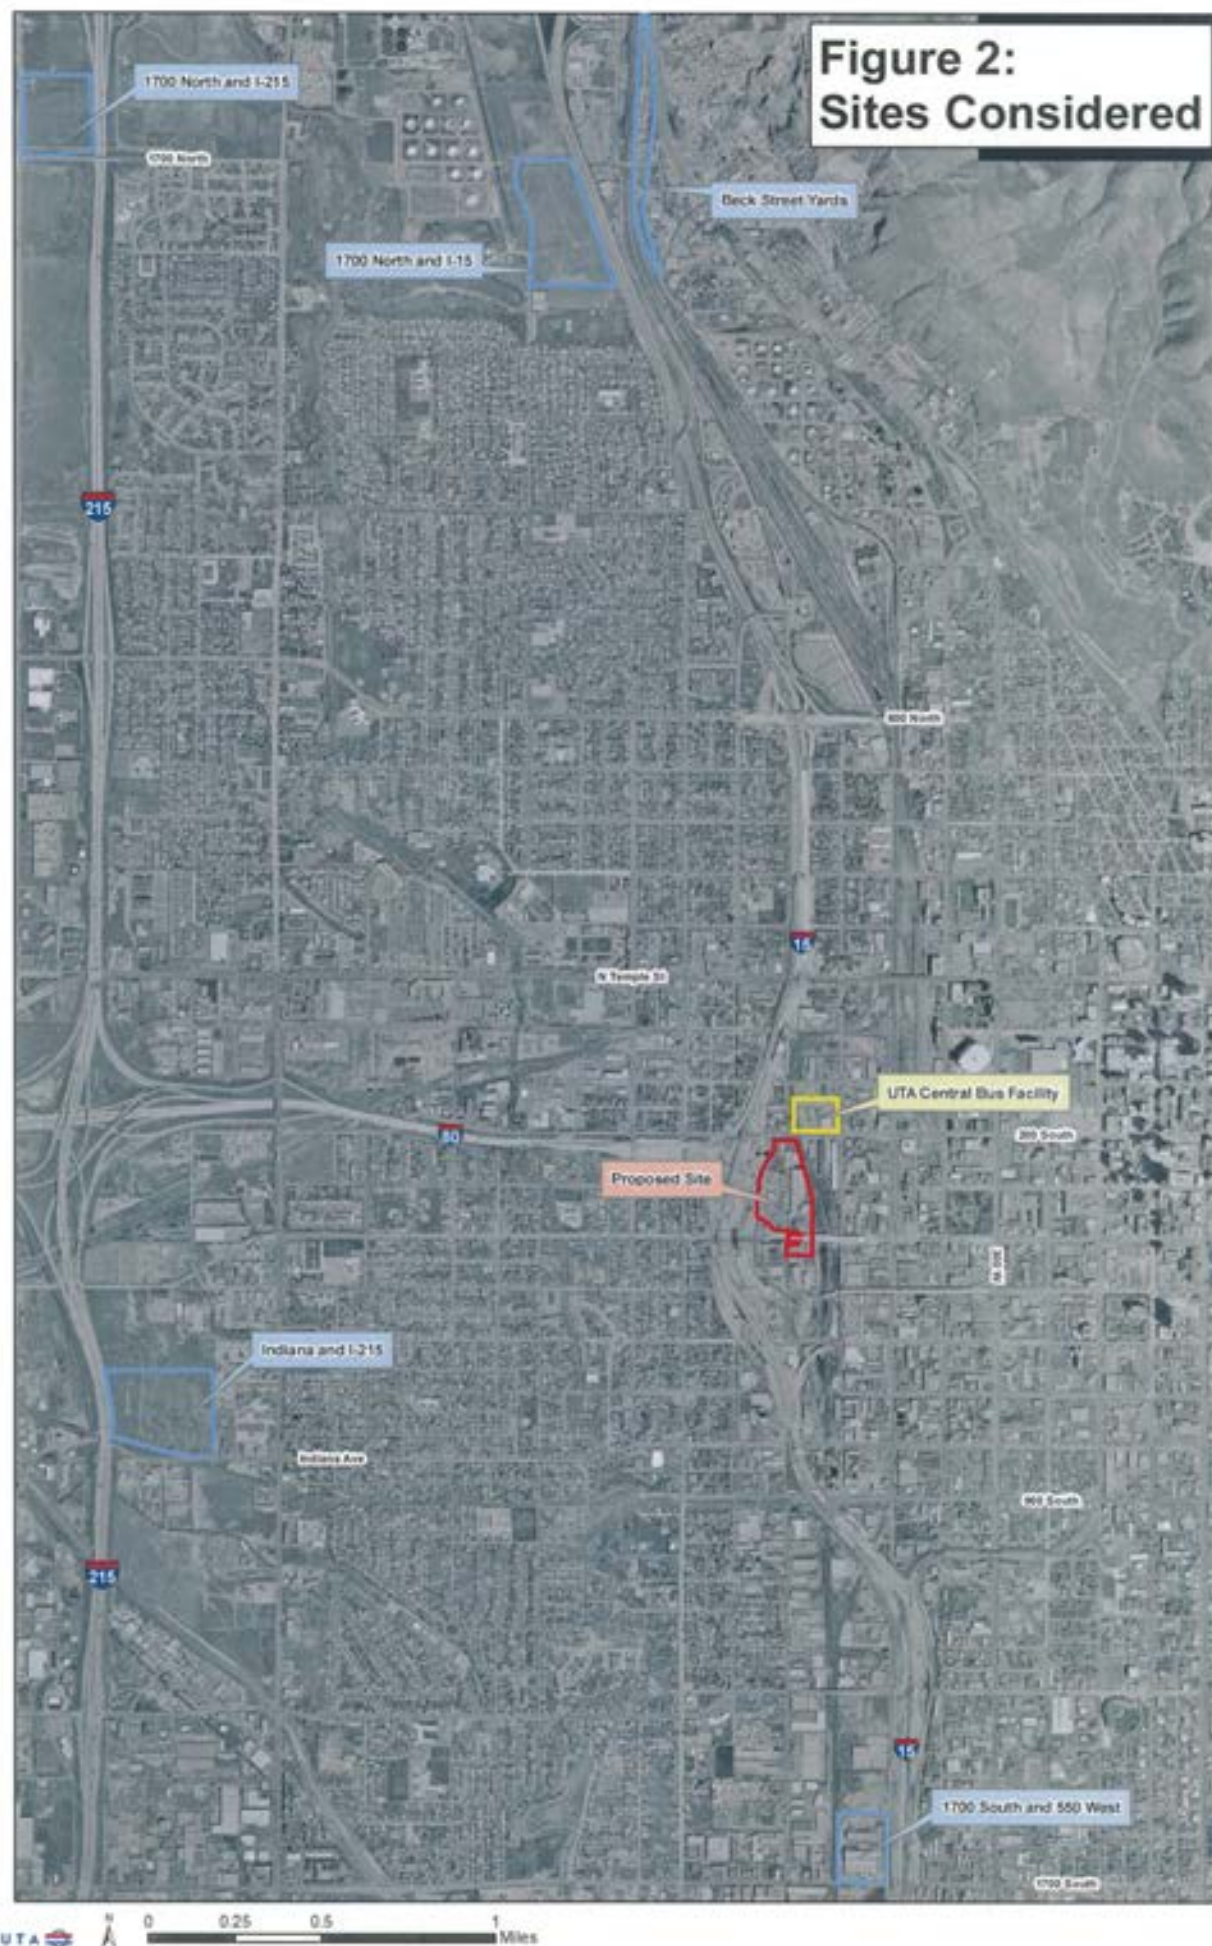 Figure 2:
Sites Considered
1700 North and I-215
1700 North
Beck Street Yards
1700 North and I-15
215
600 North
15
N Temple St
UTA Central Bus Facility
80
200 South
Proposed Site
Indiana and I-215
Indiana Ave
900 South
215
15
1700 South and 550 West
1700 South
UTA
N
0 0.25 0.5 1
Miles